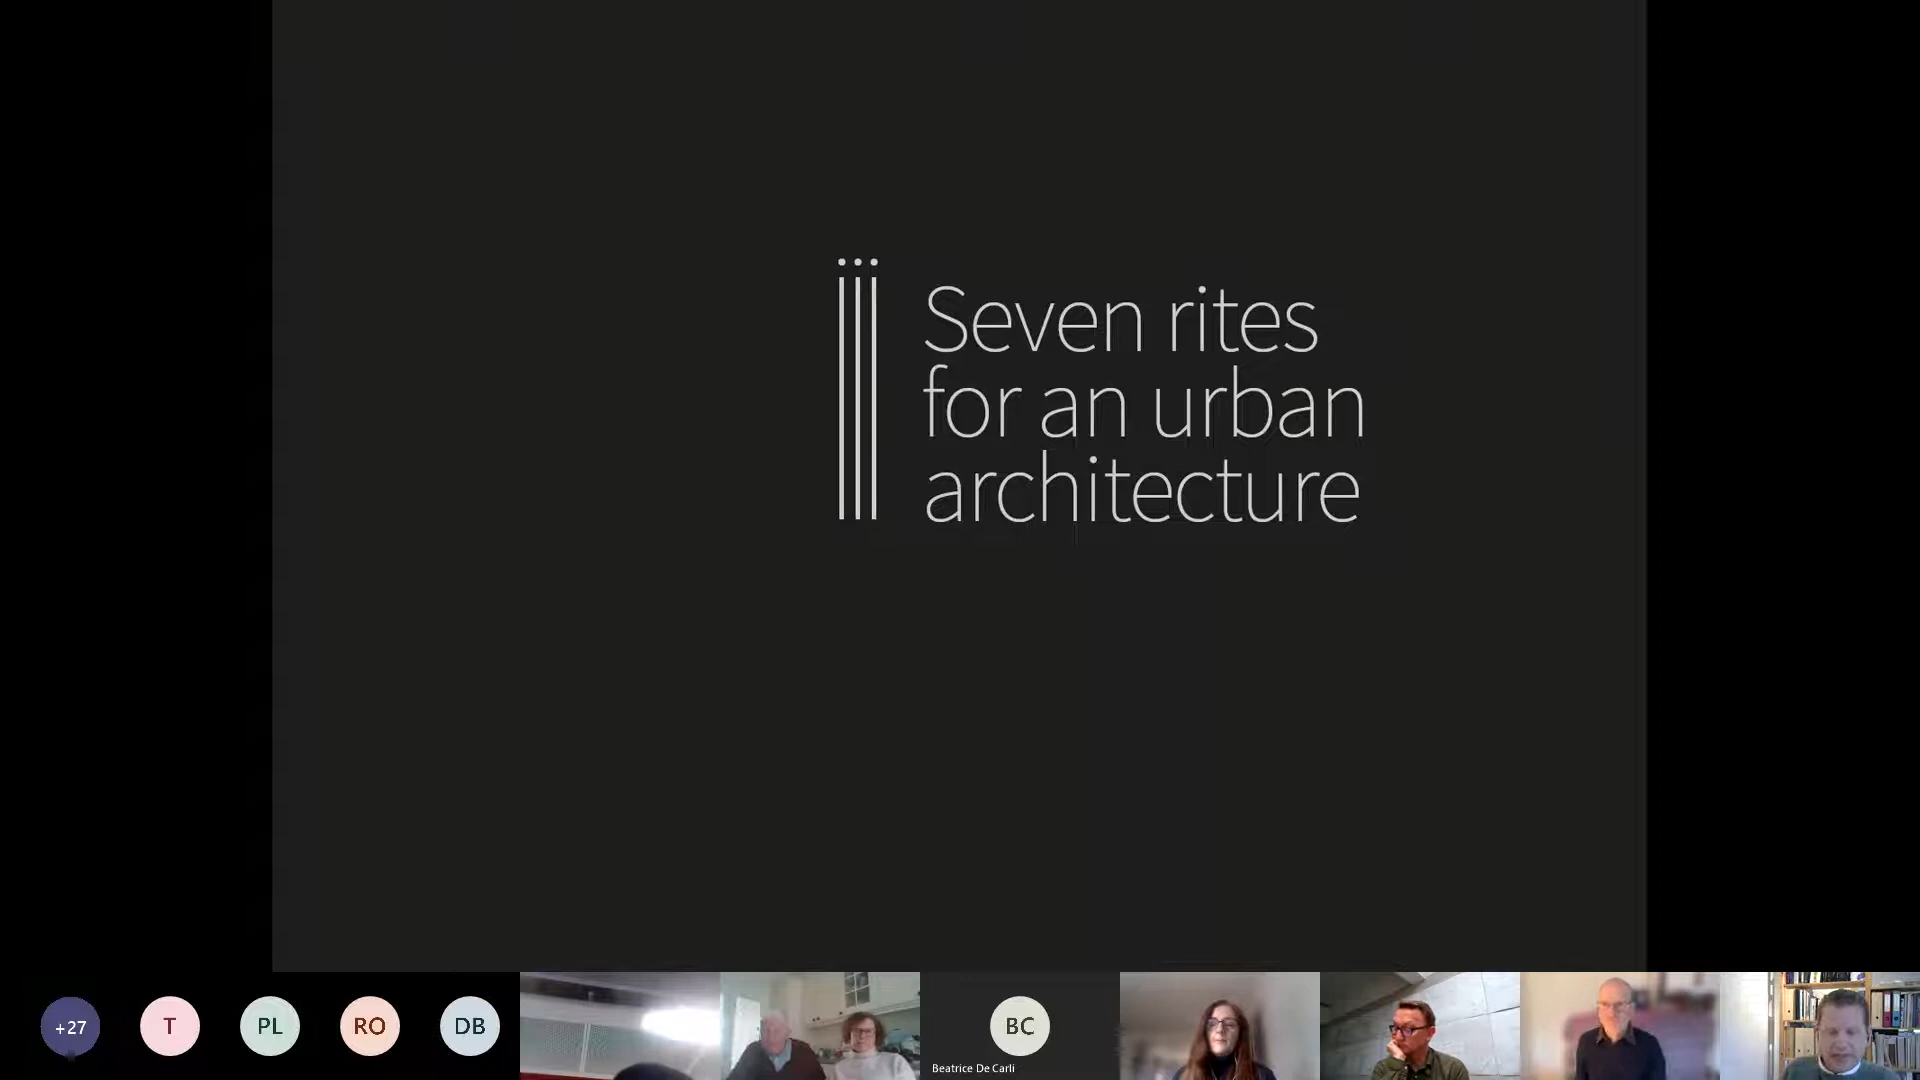 Seven rites
for an urban
architecture
+27
T
PL
RO
DB
BC
Beatrice De Carli